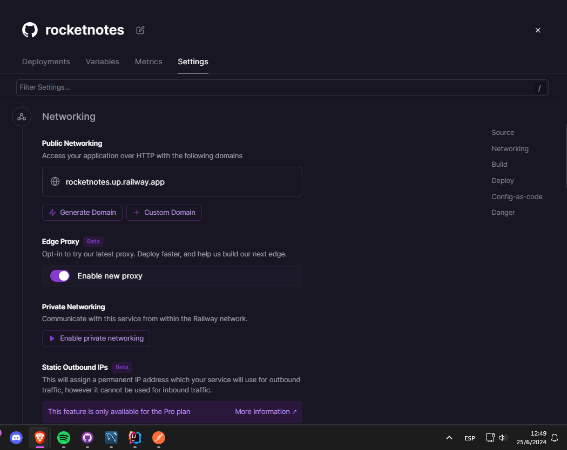 rocketnotes
Deployments Variables Metrics Settings
Filter Settings... /
Networking
Public Networking
Access your application over HTTP with the following domains
rocketnotes.up.railway.app
Generate Domain + Custom Domain
Edge Proxy Beta
Opt-in to try our latest proxy. Deploy faster, and help us build our next edge.
Enable new proxy
Private Networking
Communicate with this service from within the Railway network.
Enable private networking
Static Outbound IPs Beta
This will assign a permanent IP address which your service will use for outbound
traffic, however it cannot be used for inbound traffic.
This feature is only available for the Pro plan More information ↗
Source
Networking
Build
Deploy
Config-as-code
Danger
ESP
12:49
25/6/2024